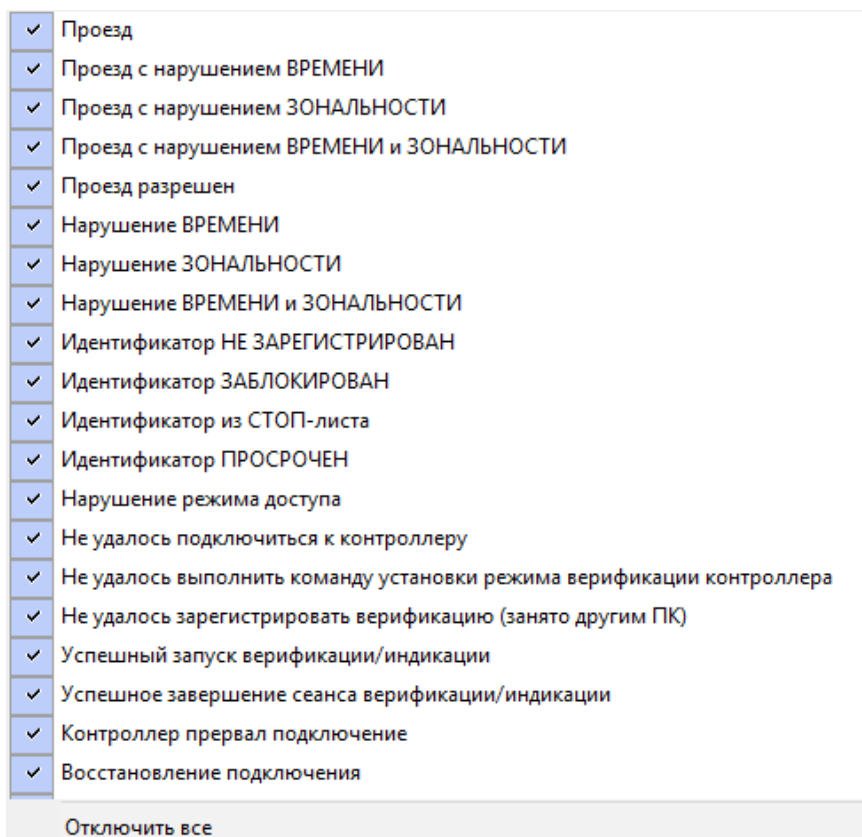 Проезд
Проезд с нарушением ВРЕМЕНИ
Проезд с нарушением ЗОНАЛЬНОСТИ
Проезд с нарушением ВРЕМЕНИ и ЗОНАЛЬНОСТИ
Проезд разрешен
Нарушение ВРЕМЕНИ
Нарушение ЗОНАЛЬНОСТИ
Нарушение ВРЕМЕНИ и ЗОНАЛЬНОСТИ
Идентификатор НЕ ЗАРЕГИСТРИРОВАН
Идентификатор ЗАБЛОКИРОВАН
Идентификатор из СТОП-листа
Идентификатор ПРОСРОЧЕН
Нарушение режима доступа
Не удалось подключиться к контроллеру
Не удалось выполнить команду установки режима верификации контроллера
Не удалось зарегистрировать верификацию (занято другим ПК)
Успешный запуск верификации/индикации
Успешное завершение сеанса верификации/индикации
Контроллер прервал подключение
Восстановление подключения
Отключить все